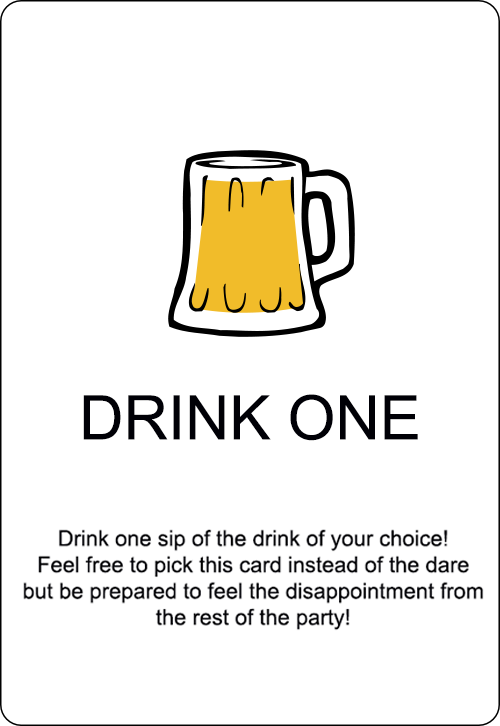 DRINK ONE
Drink one sip of the drink of your choice!
Feel free to pick this card instead of the dare
but be prepared to feel the disappointment from
the rest of the party!